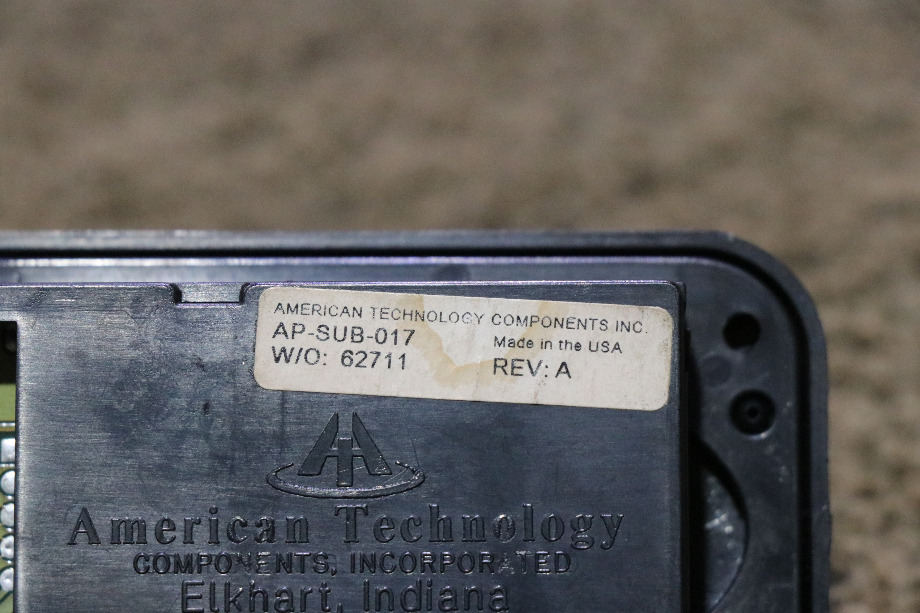 AMERICAN TECHNOLOGY COMPONENTS INC.
AP-SUB-017 Made in the USA
W/O: 62711 REV: A
American Technology
COMPONENTS, INCORPORATED
Elkhart, Indiana